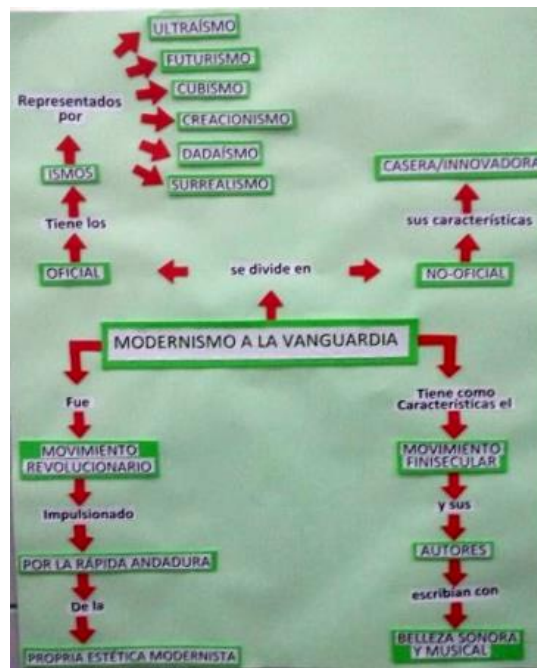 ULTRAÍSMO
FUTURISMO
CUBISMO
CREACIONISMO
DADAÍSMO
SURREALISMO
Representados
por
ISMOS
Tiene los
OFICIAL
se divide en
CASERA/INNOVADORA
sus características
NO-OFICIAL
MODERNISMO A LA VANGUARDIA
Fue
MOVIMIENTO
REVOLUCIONARIO
Impulsionado
POR LA RÁPIDA ANDADURA
De la
PROPRIA ESTÉTICA MODERNISTA
Tiene como
Características el
MOVIMIENTO
FINISECULAR
y sus
AUTORES
escribían con
BELLEZA SONORA
Y MUSICAL